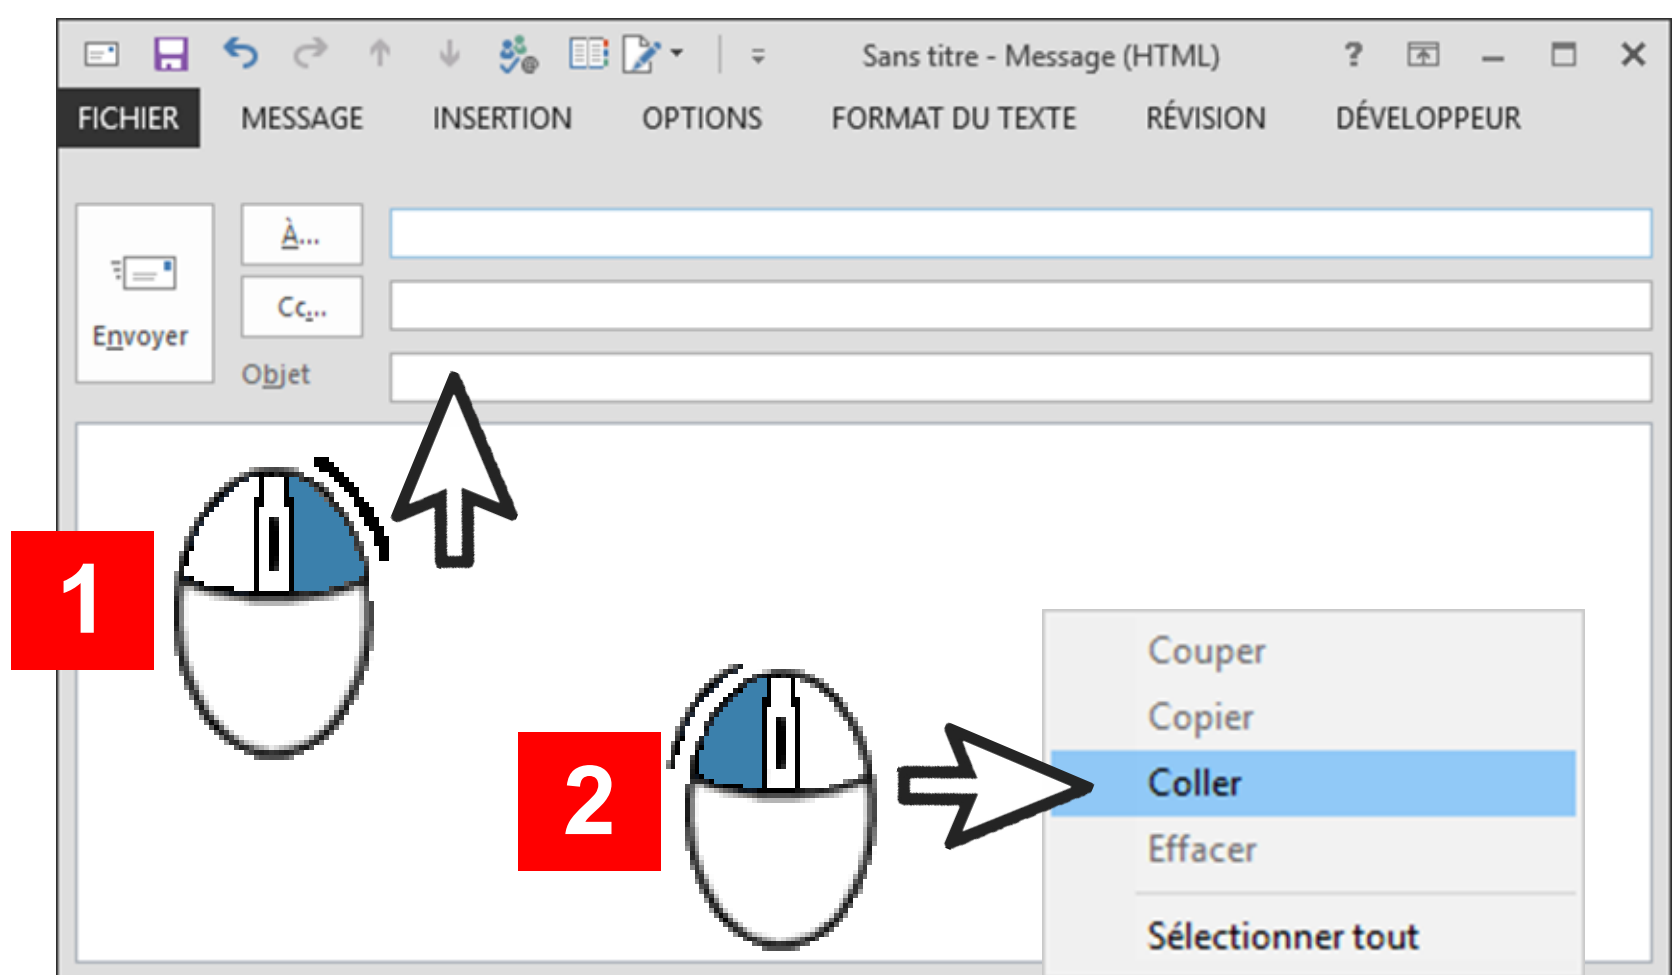 Sans titre - Message (HTML) ?
FICHIER MESSAGE INSERTION OPTIONS FORMAT DU TEXTE RÉVISION DÉVELOPPEUR
À...
Cc...
Envoyer
Objet
1
2
Couper
Copier
Coller
Effacer
Sélectionner tout